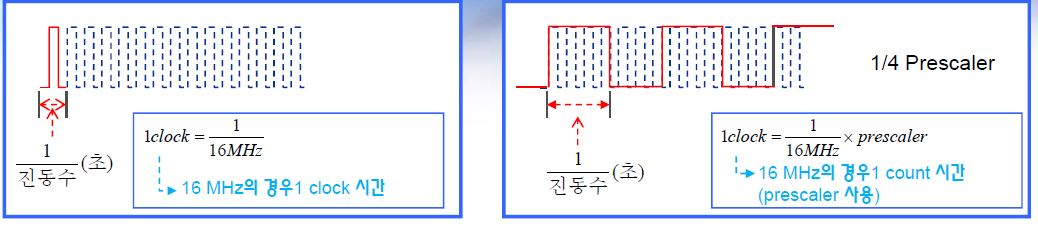 1clock = 1/16MHz
1/진동수 (초)
16 MHz의 경우1 clock 시간
1/4 Prescaler
1clock = 1/16MHz × prescaler
1/진동수 (초)
16 MHz의 경우1 count 시간
(prescaler 사용)